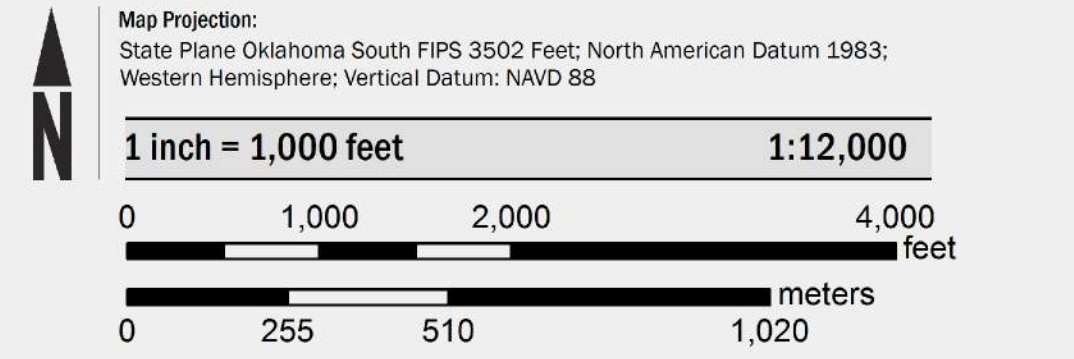 N
Map Projection:
State Plane Oklahoma South FIPS 3502 Feet; North American Datum 1983;
Western Hemisphere; Vertical Datum: NAVD 88
1 inch = 1,000 feet 1:12,000
0 1,000 2,000 4,000
feet
meters
0 255 510 1,020